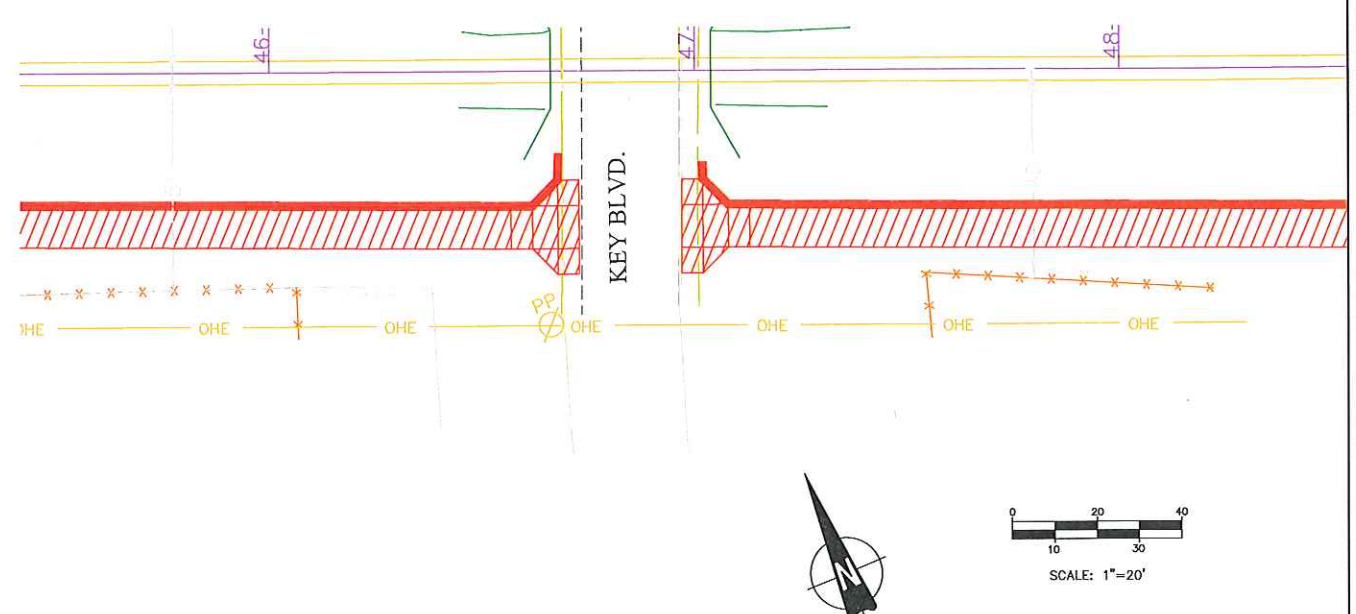 46-
47-
48-
KEY BLVD.
PP
OHE
OHE
OHE
OHE
OHE
OHE
OHE
N
0 20 40
10 30
SCALE: 1"=20'